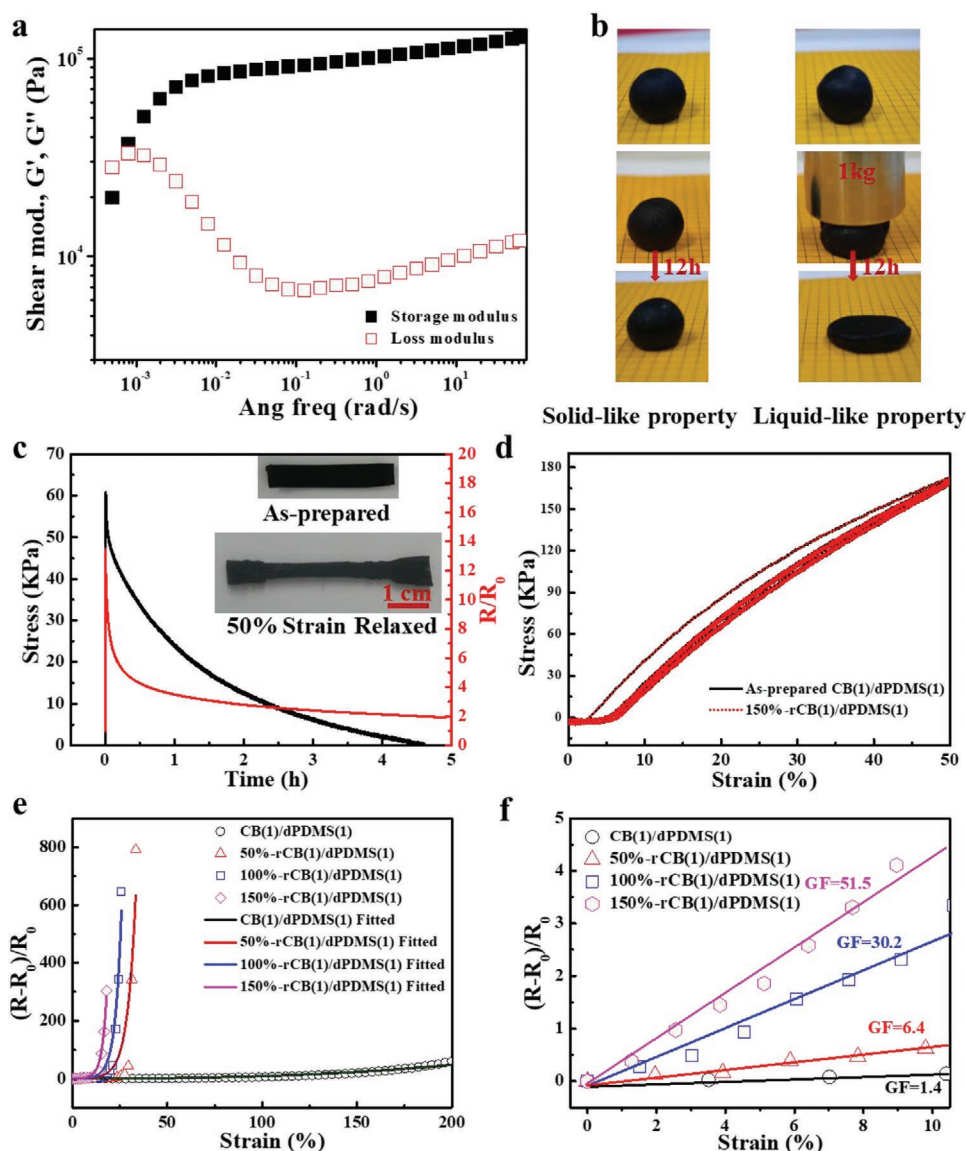 a
Shear mod., G', G'' (Pa)
10⁵
10⁴
Storage modulus
Loss modulus
10⁻³ 10⁻² 10⁻¹ 10⁰ 10¹
Ang freq (rad/s)
b
1kg
12h
12h
Solid-like property Liquid-like property
c
Stress (KPa)
70
60
50
40
30
20
10
0
As-prepared
1 cm
50% Strain Relaxed
20
18
16
14
12
10
8
6
4
2
0
R/R₀
0 1 2 3 4 5
Time (h)
d
Stress (KPa)
180
150
120
90
60
30
0
As-prepared CB(1)/dPDMS(1)
150%-rCB(1)/dPDMS(1)
0 10 20 30 40 50
Strain (%)
e
(R-R₀)/R₀
800
600
400
200
0
CB(1)/dPDMS(1)
50%-rCB(1)/dPDMS(1)
100%-rCB(1)/dPDMS(1)
150%-rCB(1)/dPDMS(1)
CB(1)/dPDMS(1) Fitted
50%-rCB(1)/dPDMS(1) Fitted
100%-rCB(1)/dPDMS(1) Fitted
150%-rCB(1)/dPDMS(1) Fitted
0 50 100 150 200
Strain (%)
f
(R-R₀)/R
5
4
3
2
1
0
CB(1)/dPDMS(1)
50%-rCB(1)/dPDMS(1)
100%-rCB(1)/dPDMS(1)
150%-rCB(1)/dPDMS(1)
GF=51.5
GF=30.2
GF=6.4
GF=1.4
0 2 4 6 8 10
Strain (%)